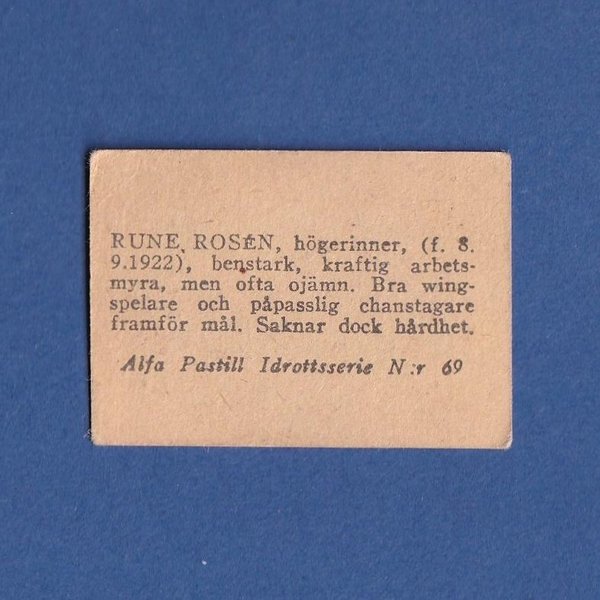 RUNE ROSÉN, högerinner, (f. 8.
9.1922), benstark, kraftig arbets-
myra, men ofta ojämn. Bra wing-
spelare och påpasslig chanstagare
framför mål. Saknar dock hårdhet.
Alfa Pastill Idrottsserie N:r 69